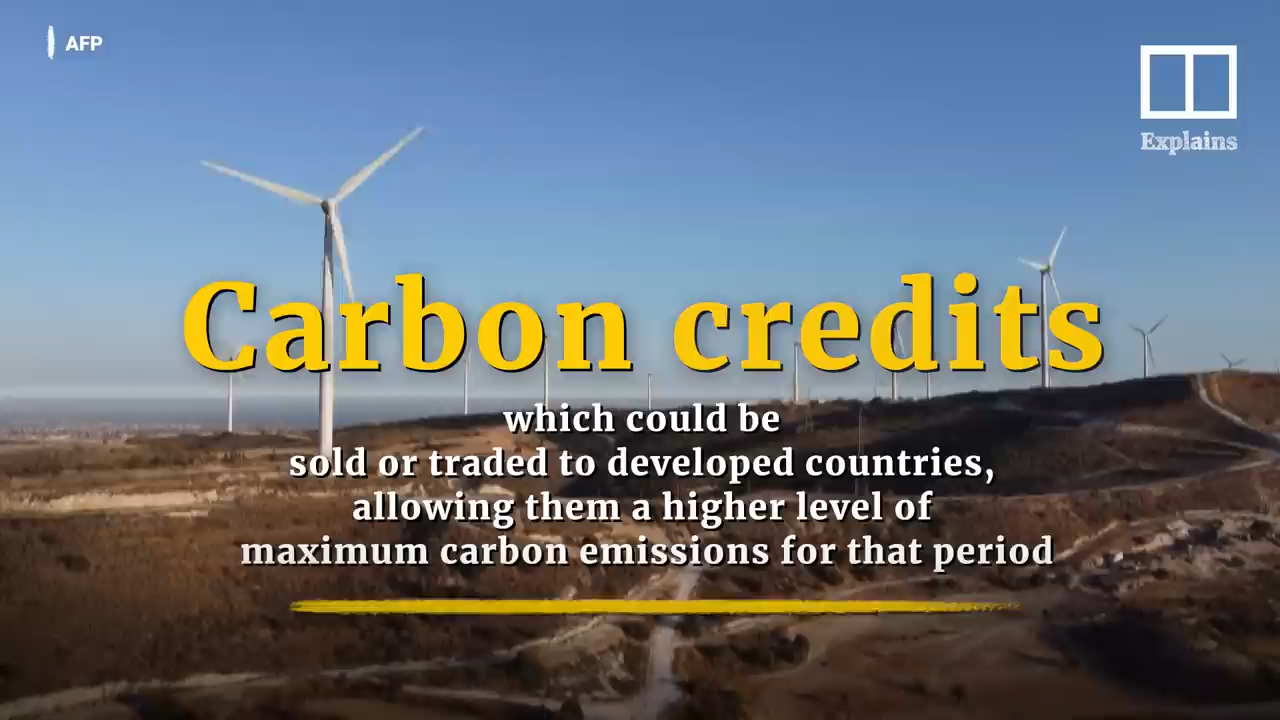 AFP
Explains
Carbon credits
which could be
sold or traded to developed countries,
allowing them a higher level of
maximum carbon emissions for that period